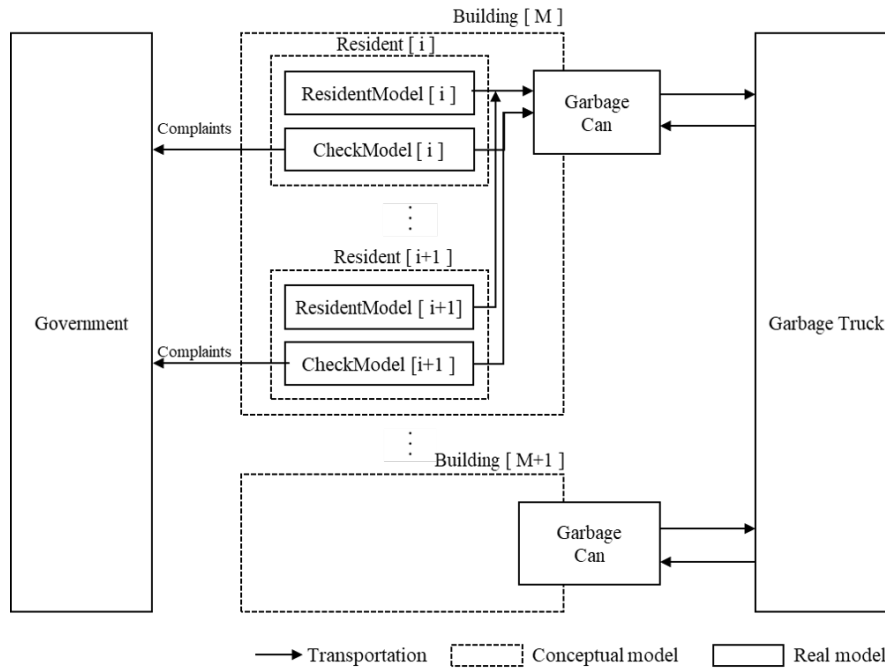 Building [ M ]
Resident [ i ]
ResidentModel [ i ]
Complaints
CheckModel [ i ]
Garbage
Can
Resident [ i+1 ]
ResidentModel [ i+1]
Government
Complaints
CheckModel [i+1 ]
Garbage Truck
Building [ M+1 ]
Garbage
Can
Transportation
Conceptual model
Real model